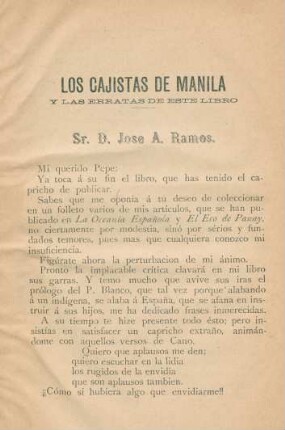 LOS CAJISTAS DE MANILA
Y LAS ERRATAS DE ESTE LIBRO
Sr. D. Jose A. Ramos.
Mi querido Pepe:
Ya toca á su fin el libro, que has tenido el ca-
pricho de publicar.
Sabes que me oponía á tu deseo de coleccionar
en un folleto varios de mis artículos, que se han pu-
blicado en La Oceanía Española y El Eco de Panay,
no ciertamente por modestia, sinó por sérios y fun-
dados temores, pues mas que cualquiera conozco mi
insuficiencia.
Figúrate ahora la perturbacion de mi ánimo.
Pronto la implacable crítica clavará en mi libro
sus garras. Y temo mucho que avive sus iras el
prólogo del P. Blanco, que tal vez porque alabando
á un indígena, se alaba á España, que se afana en instru-
ir á sus hijos, me ha dedicado frases inmerecidas.
A su tiempo te hize presente todo ésto; pero in-
sistías en satisfacer un capricho extraño, animán-
dome con aquellos versos de Cano.
Quiero que aplausos me den;
quiero escuchar en la lidia
los rugidos de la envidia
que son aplausos tambien.
¡¡Cómo sí hubiera algo que envidiarme!!